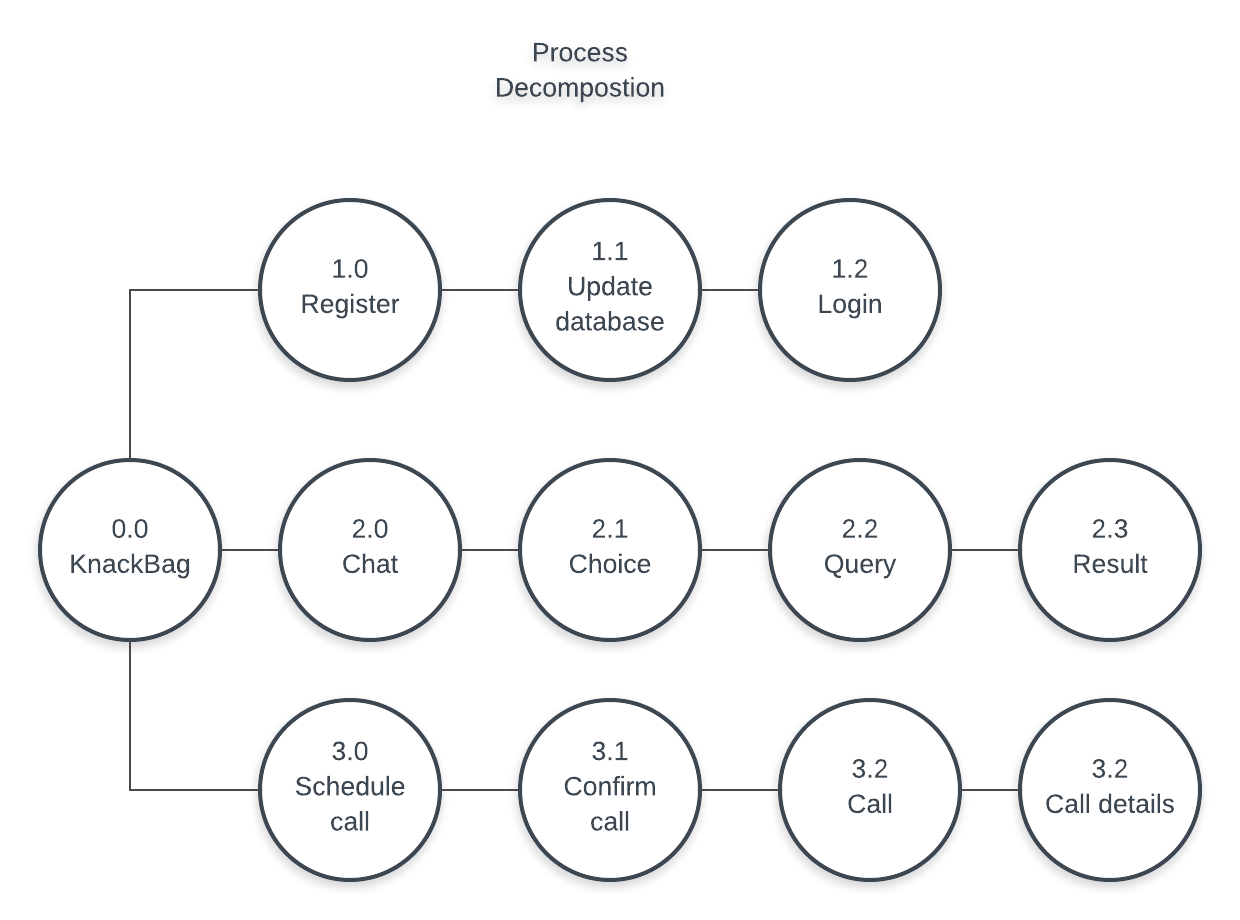 Process
Decompostion
1.0
Register
1.1
Update
database
1.2
Login
0.0
KnackBag
2.0
Chat
2.1
Choice
2.2
Query
2.3
Result
3.0
Schedule
call
3.1
Confirm
call
3.2
Call
3.2
Call details